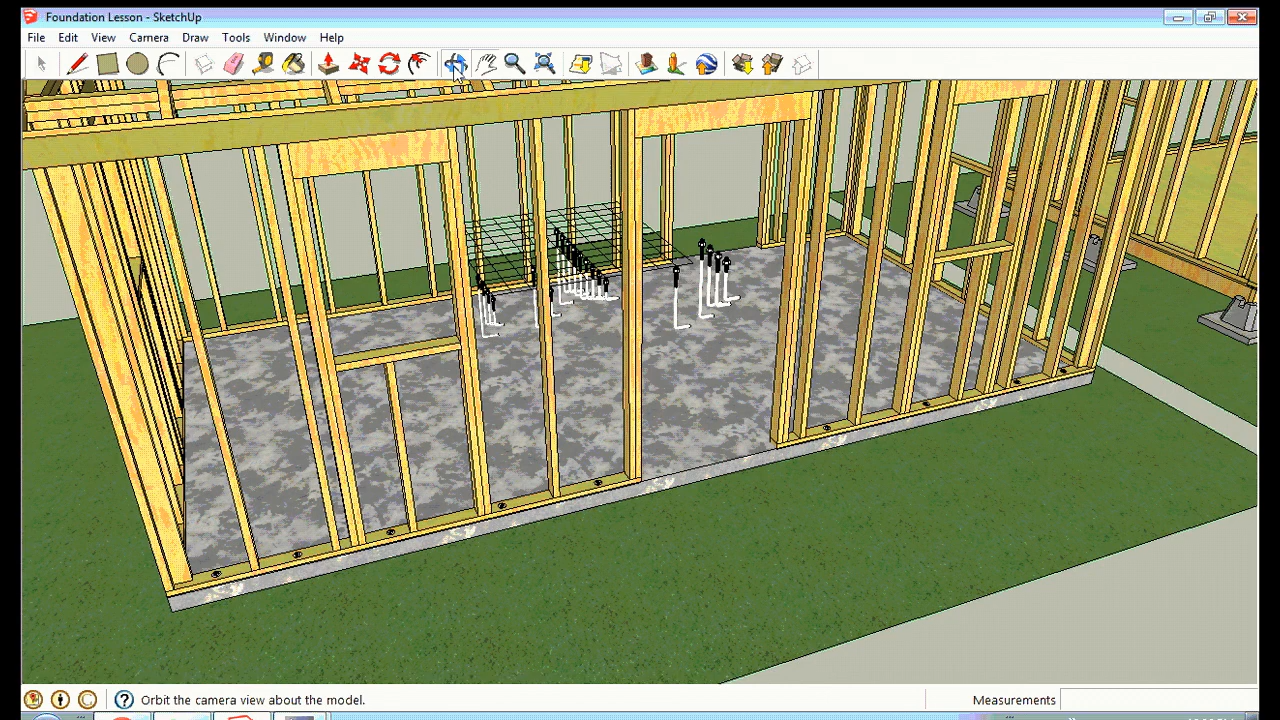 Foundation Lesson - SketchUp
File Edit View Camera Draw Tools Window Help
Orbit the camera view about the model.
Measurements